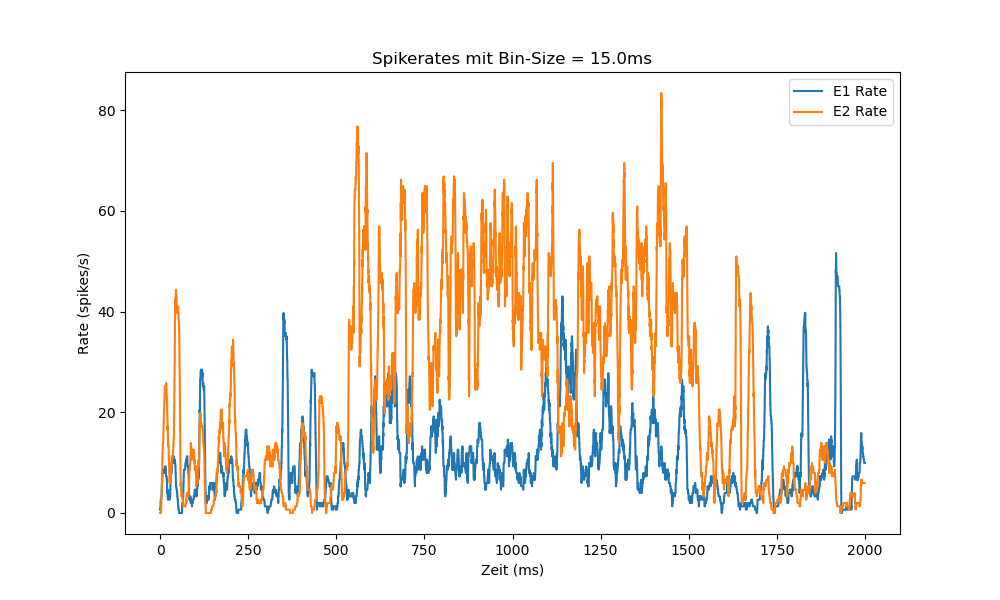 Spikerates mit Bin-Size = 15.0ms
E1 Rate
E2 Rate
80
60
40
20
0
Rate (spikes/s)
0 250 500 750 1000 1250 1500 1750 2000
Zeit (ms)